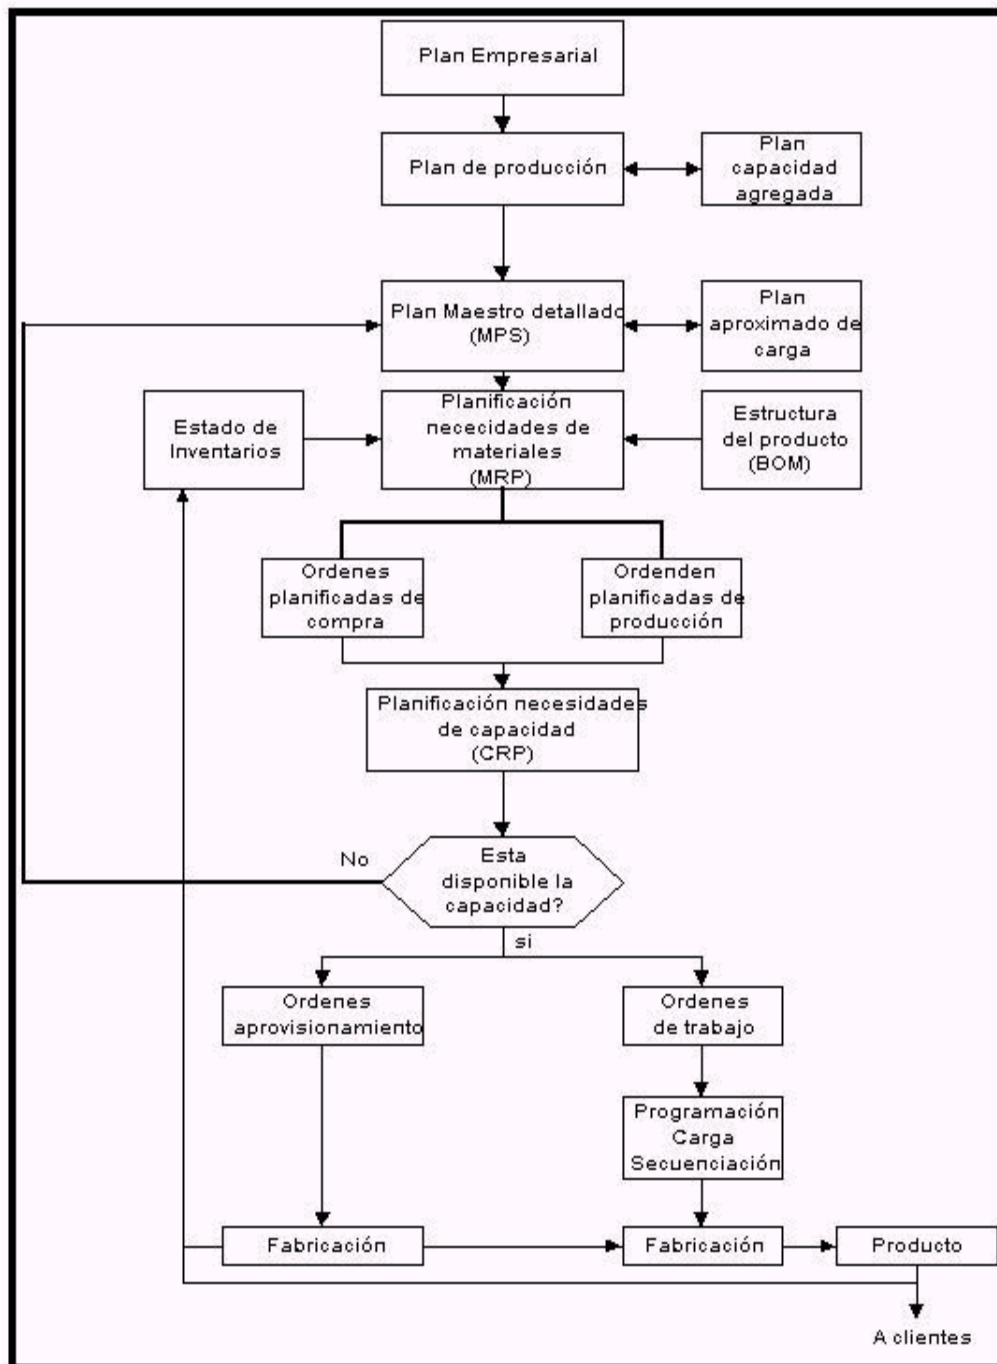 Plan Empresarial
Plan de producción
Plan
capacidad
agregada
Plan Maestro detallado
(MPS)
Plan
aproximado de
carga
Estado de
Inventarios
Planificación
nececidades de
materiales
(MRP)
Estructura
del producto
(BOM)
Ordenes
planificadas de
compra
Ordenden
planificadas de
producción
Planificación necesidades
de capacidad
(CRP)
No
Esta
disponible la
capacidad?
si
Ordenes
aprovisionamiento
Ordenes
de trabajo
Programación
Carga
Secuenciación
Fabricación
Fabricación
Producto
A clientes